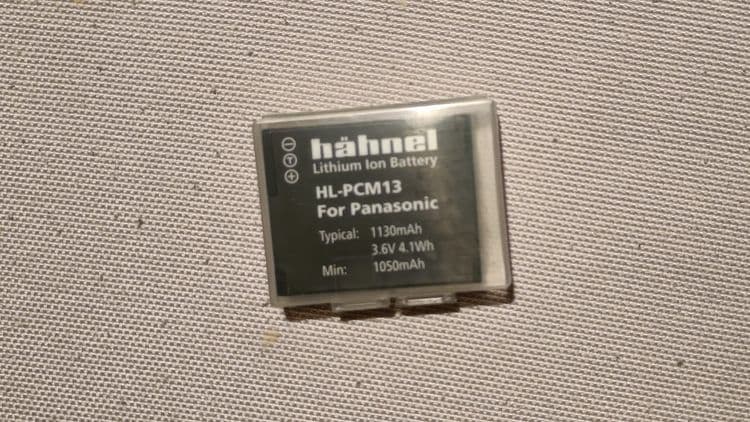 hähnel
Lithium Ion Battery
HL-PCM13
For Panasonic
Typical: 1130mAh
3.6V 4.1Wh
Min: 1050mAh
− 
T
+